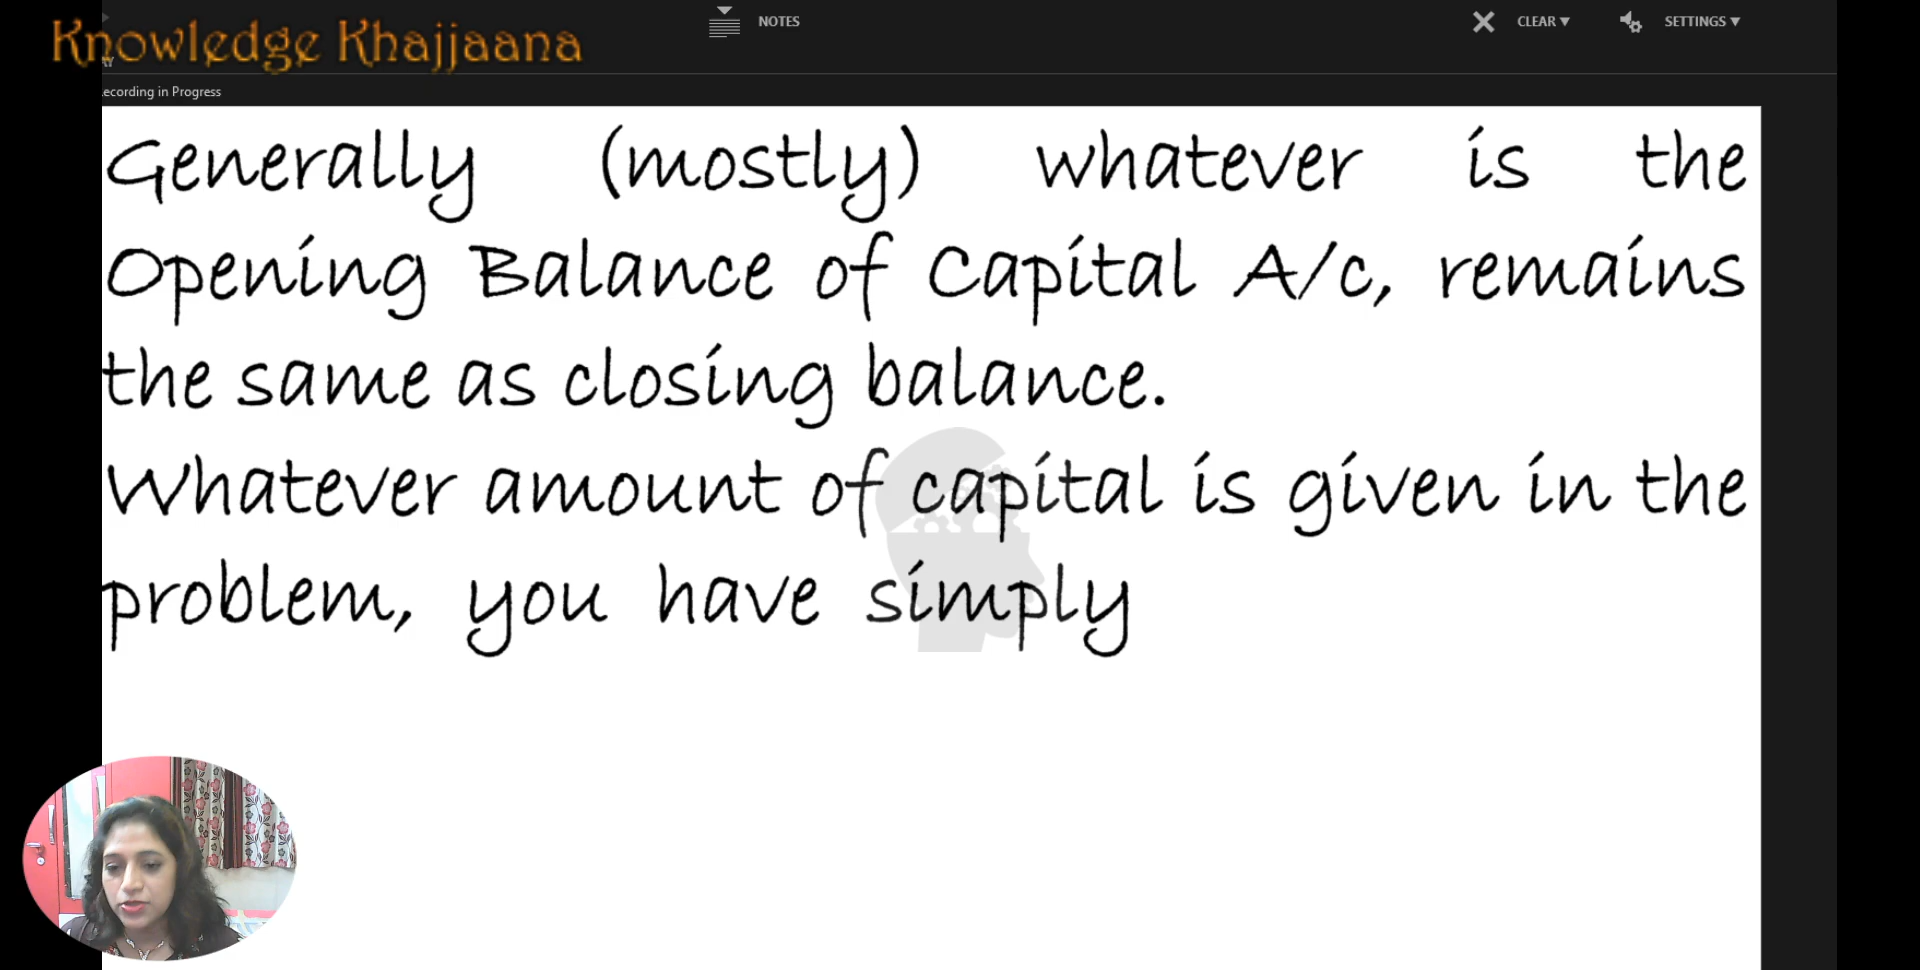 Knowledge Khajjaana
NOTES
CLEAR
SETTINGS
AY
ecording in Progress
Generally (mostly) whatever is the
Opening Balance of Capital A/c, remains
the same as closing balance.
Whatever amount of capital is given in the
problem, you have simply